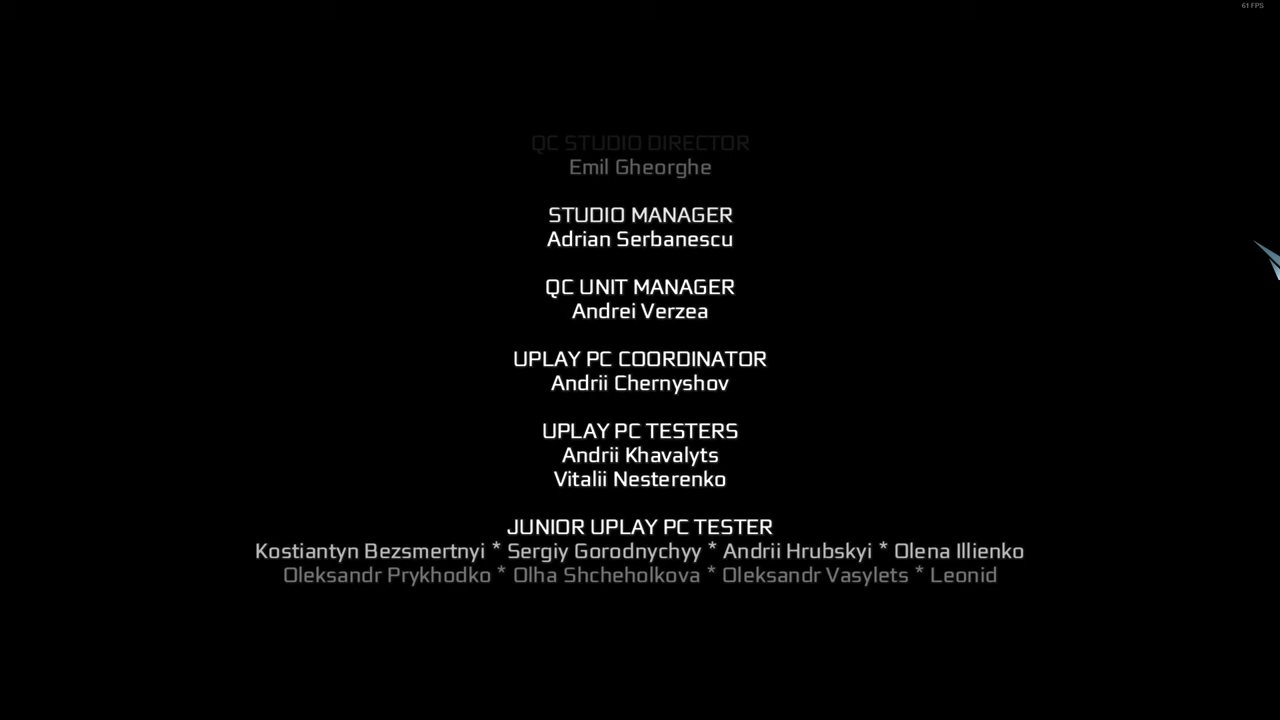 61 FPS
QC STUDIO DIRECTOR
Emil Gheorghe
STUDIO MANAGER
Adrian Serbanescu
QC UNIT MANAGER
Andrei Verzea
UPLAY PC COORDINATOR
Andrii Chernyshov
UPLAY PC TESTERS
Andrii Khavalyts
Vitalii Nesterenko
JUNIOR UPLAY PC TESTER
Kostiantyn Bezsmertnyi * Sergiy Gorodnychyy * Andrii Hrubskyi * Olena Illienko
Oleksandr Prykhodko * Olha Shcheholkova * Oleksandr Vasylets * Leonid